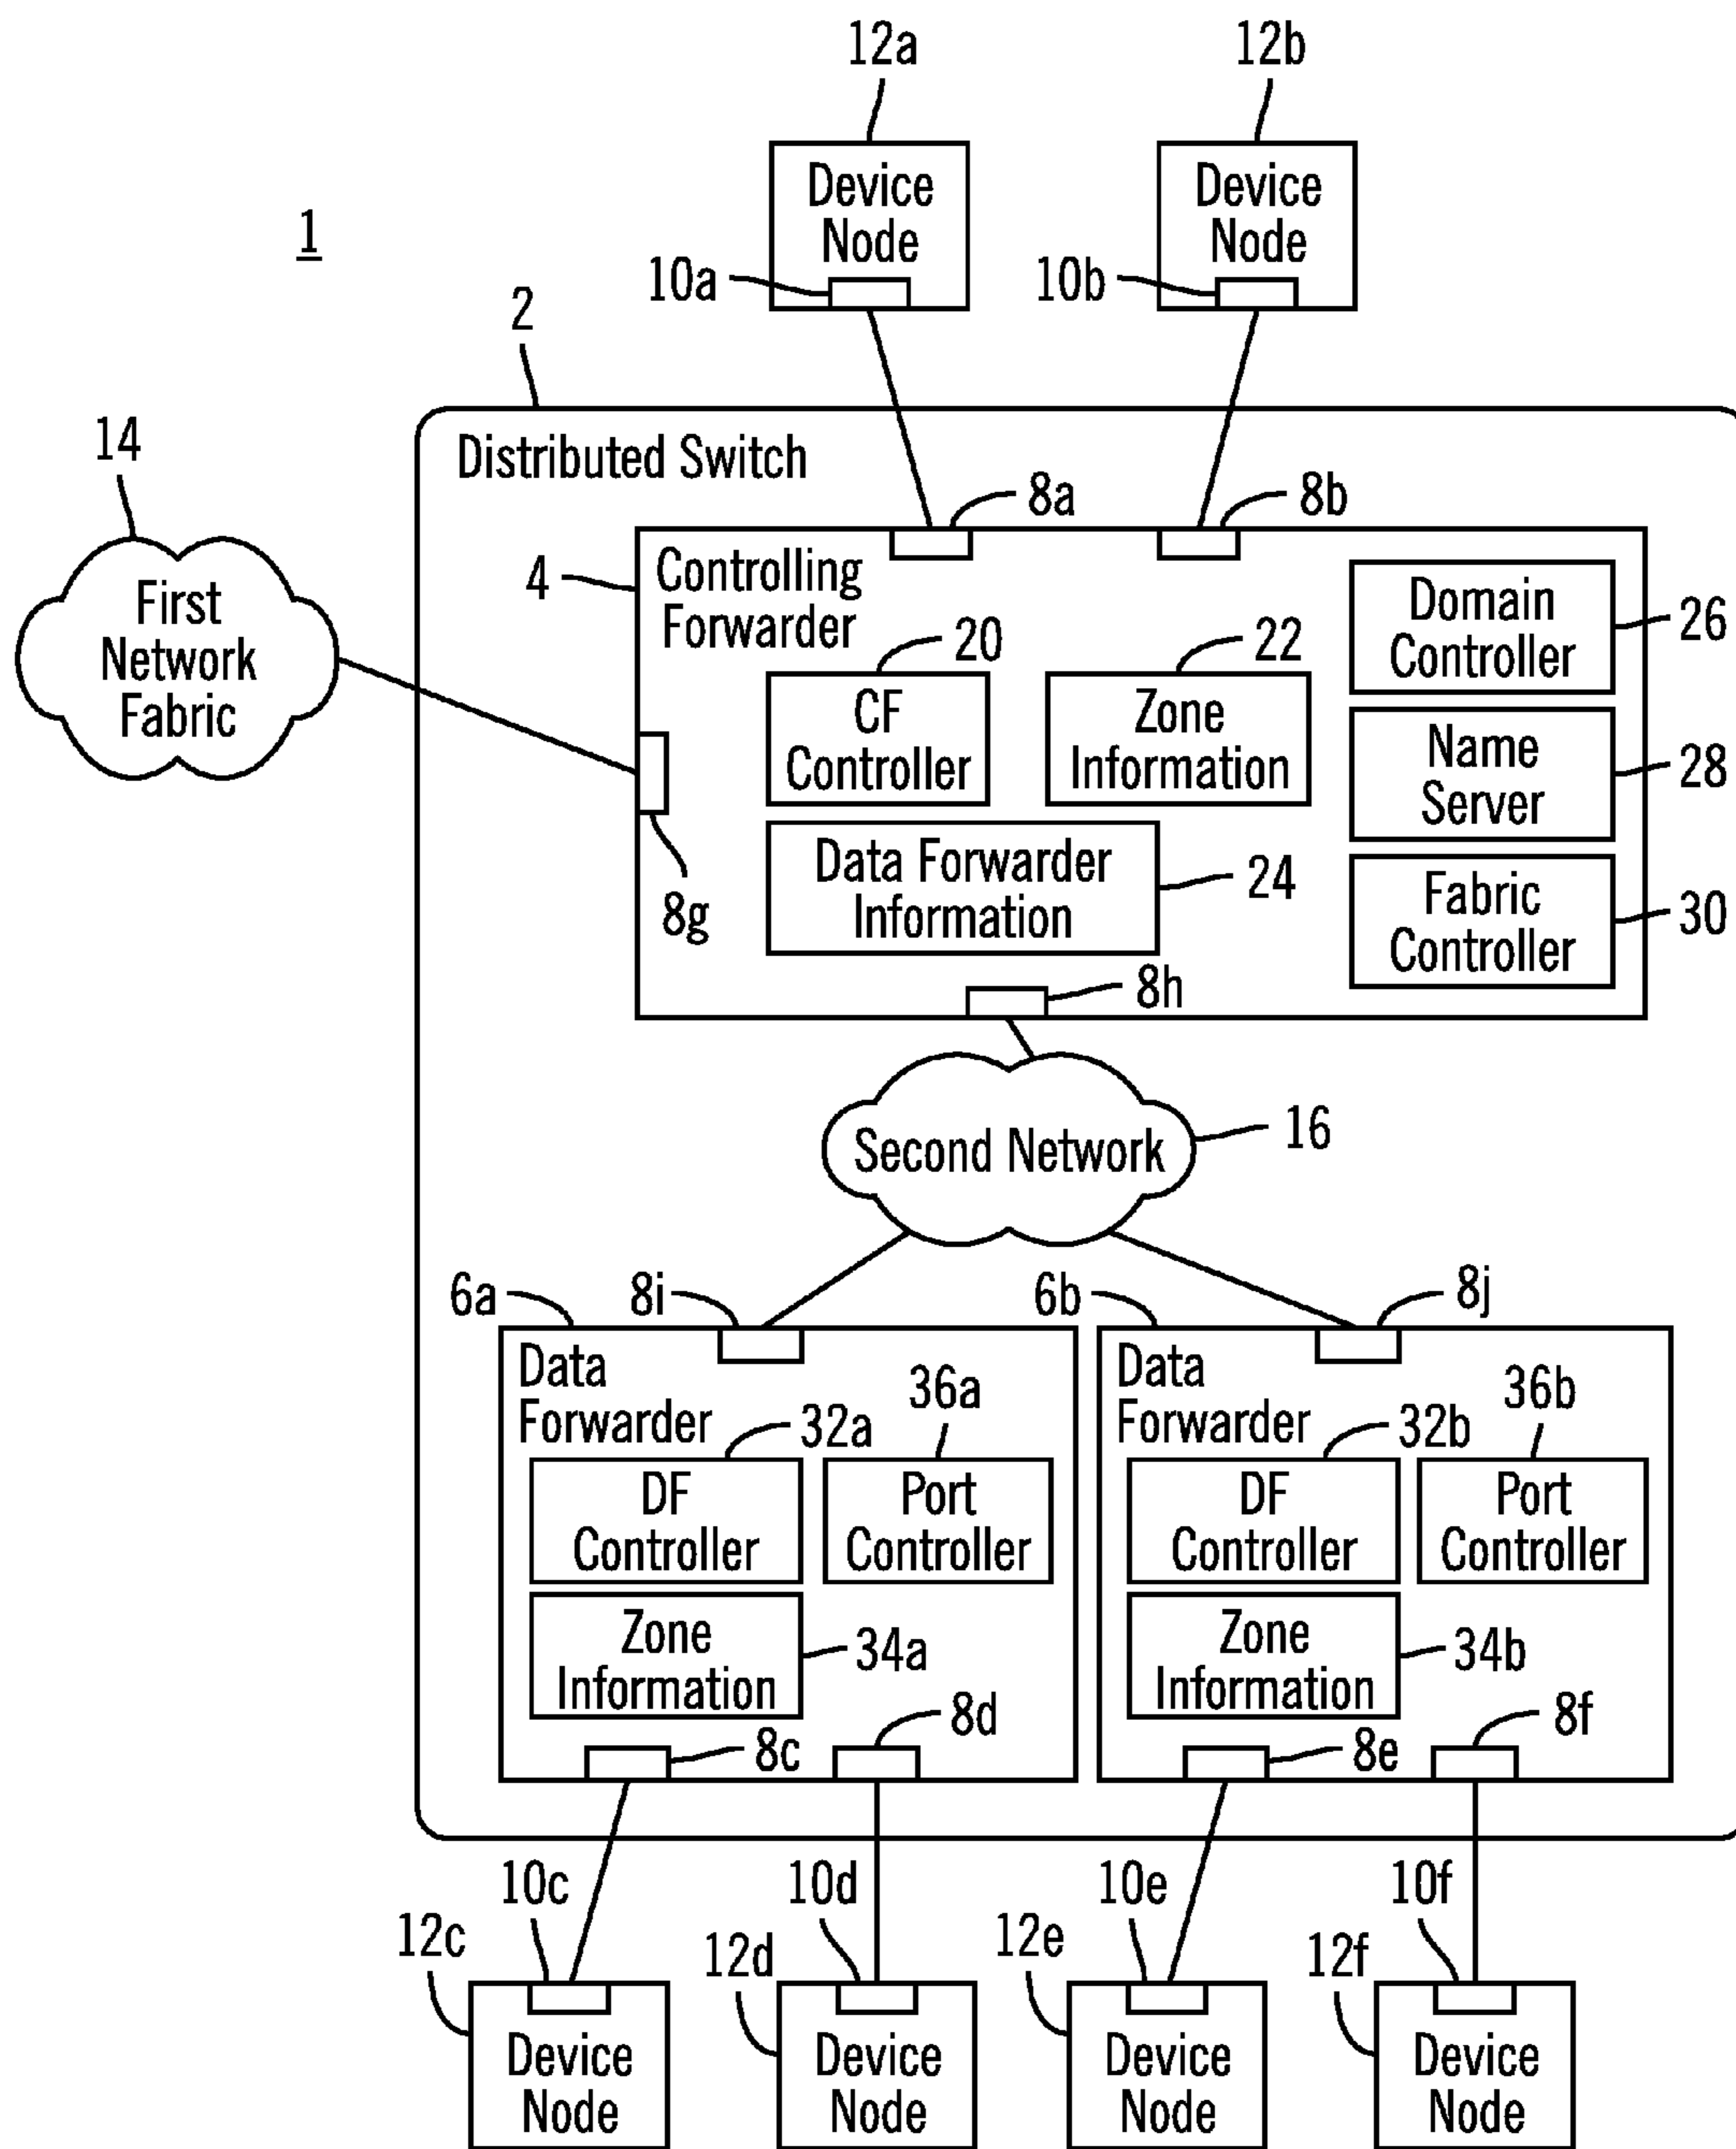 12a
12b
Device
Node
Device
Node
1
10a
10b
2
14
Distributed Switch
8a
8b
First
Network
Fabric
4
Controlling
Forwarder
Domain
Controller
26
20
22
CF
Controller
Zone
Information
Name
Server
28
8g
Data Forwarder
Information
24
Fabric
Controller
30
8h
Second Network
16
6a
8i
6b
8j
Data
Forwarder
36a
Data
Forwarder
36b
32a
32b
DF
Controller
Port
Controller
DF
Controller
Port
Controller
Zone
Information
34a
Zone
Information
34b
8d
8f
8c
8e
10c
10d
10e
10f
12c
12d
12e
12f
Device
Node
Device
Node
Device
Node
Device
Node